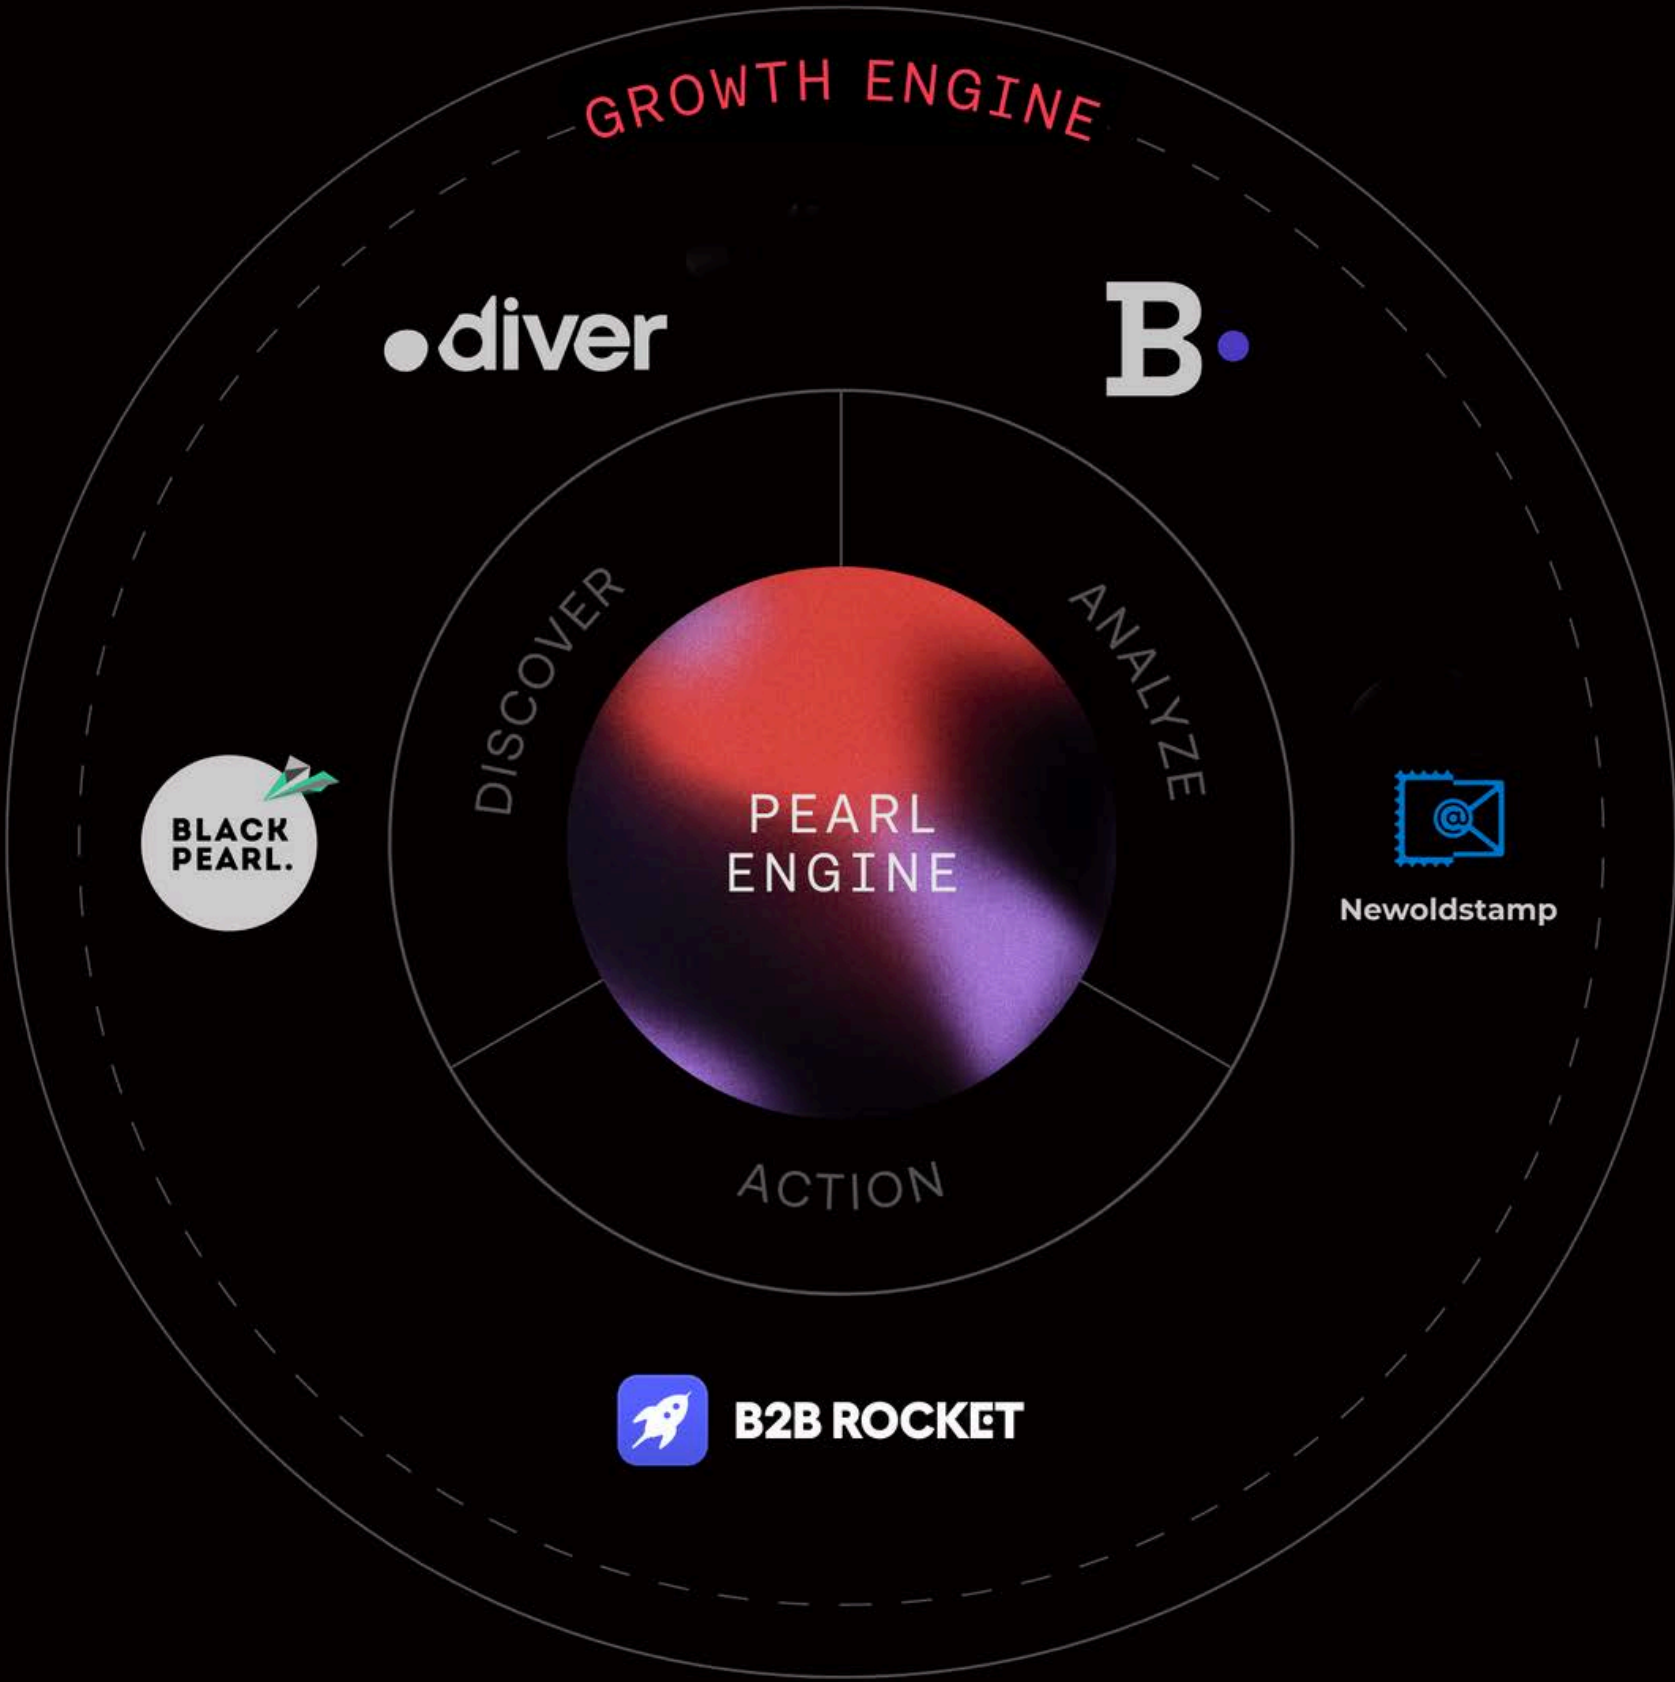 GROWTH ENGINE
diver
B
DISCOVER
ANALYZE
PEARL
ENGINE
BLACK
PEARL.
@
Newoldstamp
ACTION
B2B ROCKET